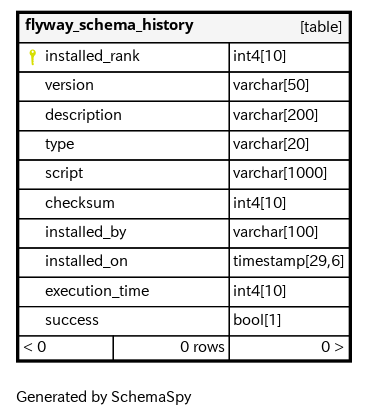 flyway_schema_history [table]
installed_rank int4[10]
version varchar[50]
description varchar[200]
type varchar[20]
script varchar[1000]
checksum int4[10]
installed_by varchar[100]
installed_on timestamp[29,6]
execution_time int4[10]
success bool[1]
< 0 0 rows 0 >
Generated by SchemaSpy